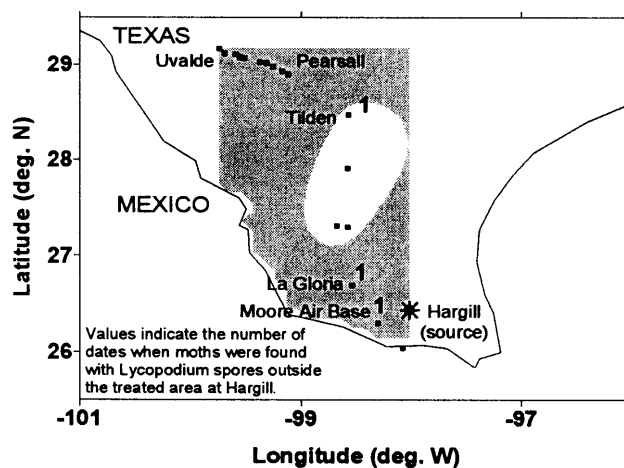 TEXAS
29
Uvalde
Pearsall
Tilden 1
28
MEXICO
27
La Gloria 1
Moore Air Base 1
Hargill
(source)
Values indicate the number of
dates when moths were found
with Lycopodium spores outside
the treated area at Hargill.
26
-101
-99
-97
Latitude (deg. N)
Longitude (deg. W)